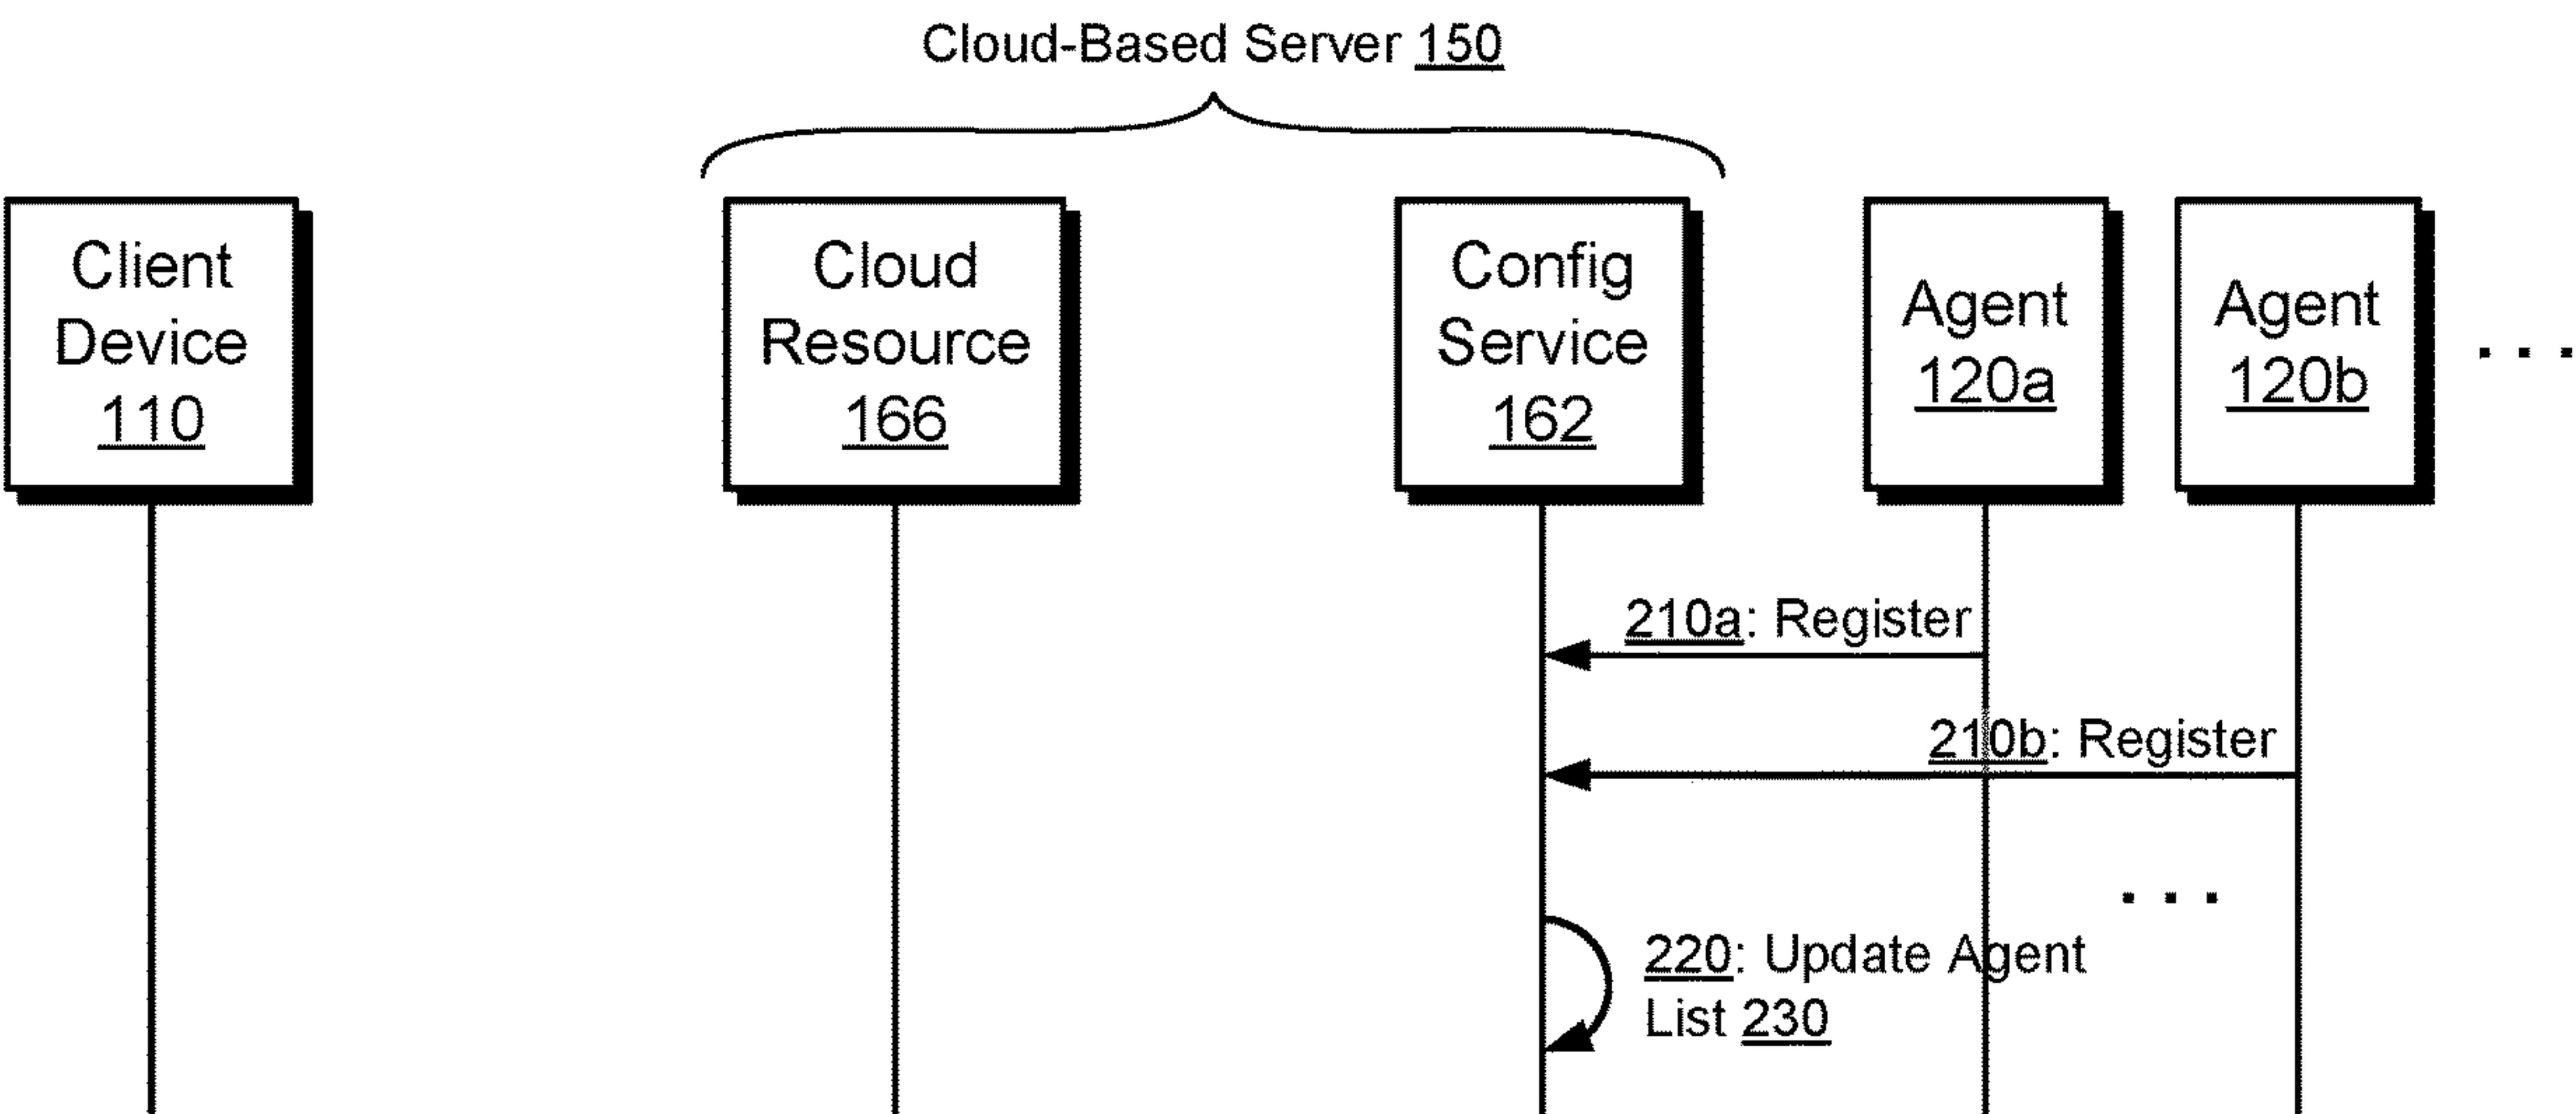 Cloud-Based Server 150
Client
Device
110
Cloud
Resource
166
Config
Service
162
Agent
120a
Agent
120b
. . .
210a: Register
210b: Register
. . .
220: Update Agent
List 230